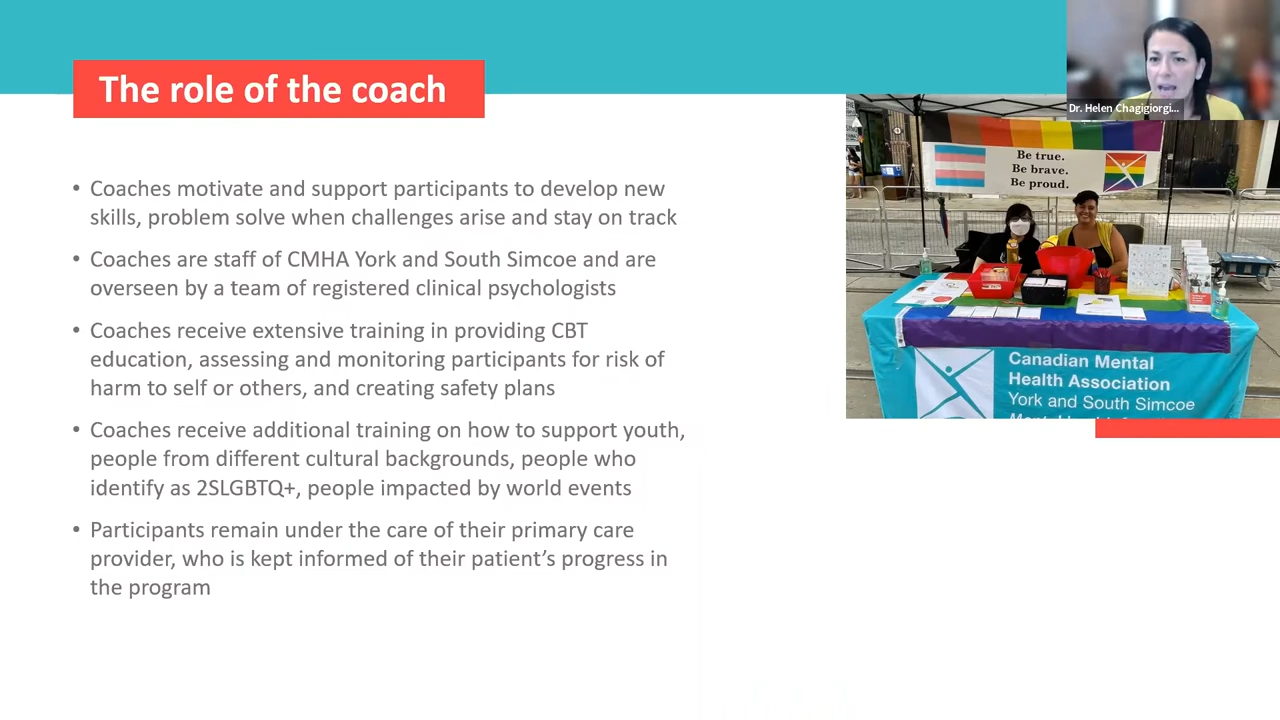 The role of the coach
Dr. Helen Chagigiorgi...
• Coaches motivate and support participants to develop new
skills, problem solve when challenges arise and stay on track
• Coaches are staff of CMHA York and South Simcoe and are
overseen by a team of registered clinical psychologists
• Coaches receive extensive training in providing CBT
education, assessing and monitoring participants for risk of
harm to self or others, and creating safety plans
• Coaches receive additional training on how to support youth,
people from different cultural backgrounds, people who
identify as 2SLGBTQ+, people impacted by world events
• Participants remain under the care of their primary care
provider, who is kept informed of their patient’s progress in
the program
Be true.
Be brave.
Be proud.
Canadian Mental
Health Association
York and South Simcoe